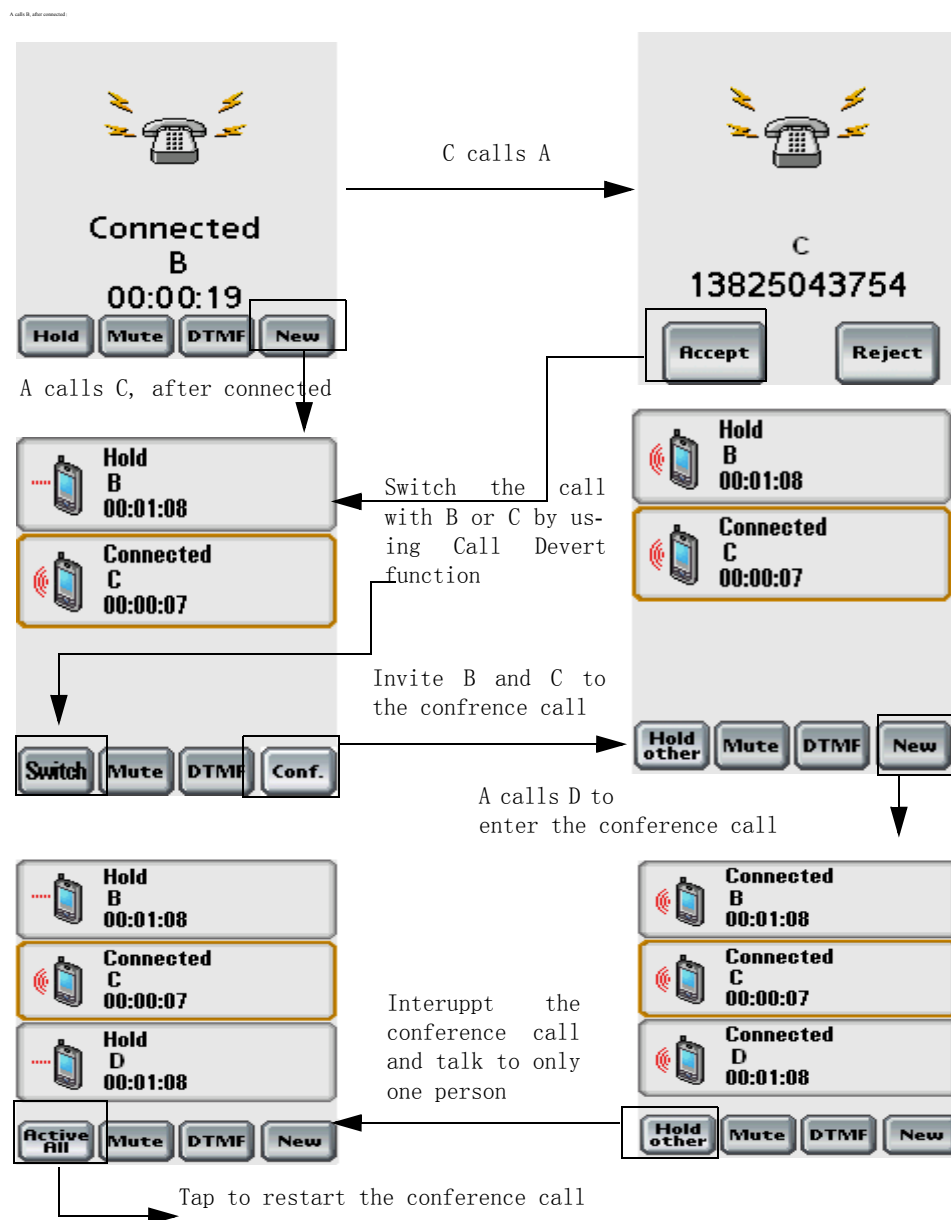 A calls B, after connected:
Connected
B
00:00:19
Hold Mute DTMF New
C calls A
C
13825043754
Accept Reject
A calls C, after connected
Hold
B
00:01:08
Connected
C
00:00:07
Switch Mute DTMF Conf.
Switch the call
with B or C by us-
ing Call Devert
function
Hold
B
00:01:08
Connected
C
00:00:07
Hold other Mute DTMF New
Invite B and C to
the confrence call
A calls D to
enter the conference call
Hold
B
00:01:08
Connected
C
00:00:07
Hold
D
00:01:08
Active All Mute DTMF New
Interuppt the
conference call
and talk to only
one person
Connected
B
00:01:08
Connected
C
00:00:07
Connected
D
00:01:08
Hold other Mute DTMF New
Tap to restart the conference call